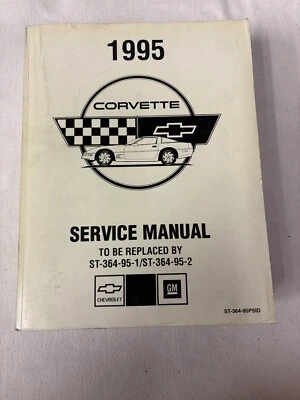 1995
CORVETTE
SERVICE MANUAL
TO BE REPLACED BY
ST-364-95-1/ST-364-95-2
CHEVROLET
GM
ST-364-95PSID